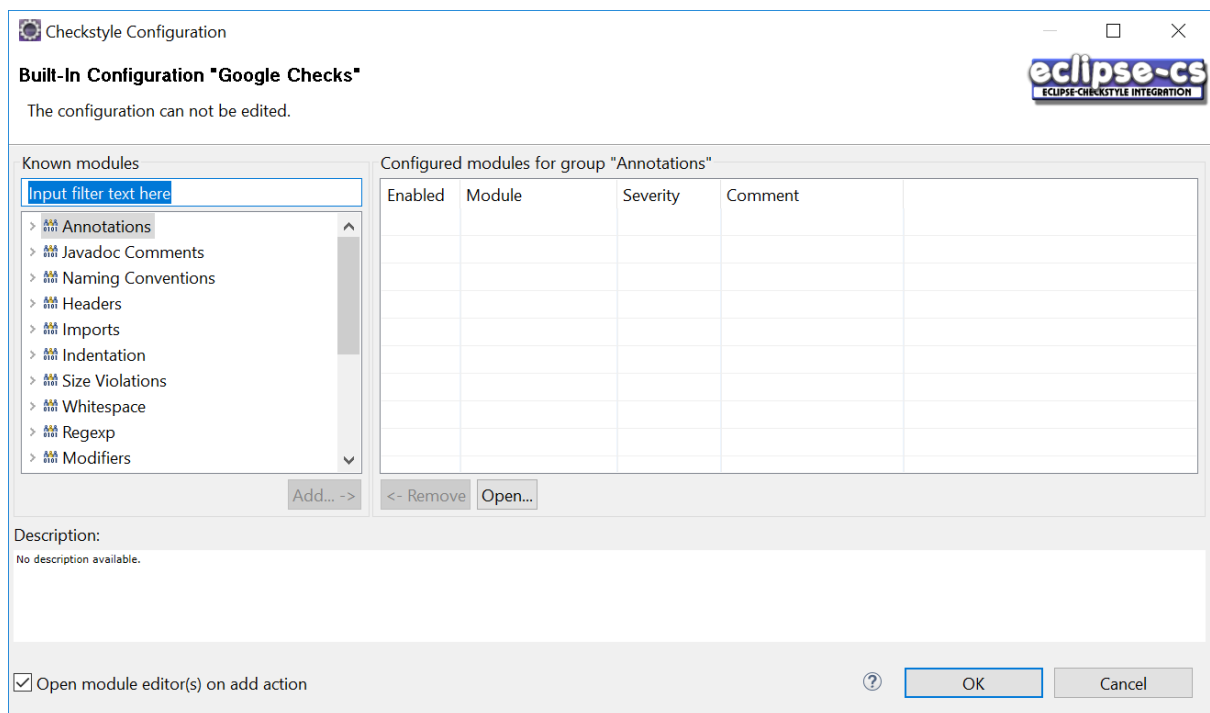 Checkstyle Configuration
Built-In Configuration "Google Checks"
The configuration can not be edited.
eclipse-cs
ECLIPSE-CHECKSTYLE INTEGRATION
Known modules
Input filter text here
Annotations
Javadoc Comments
Naming Conventions
Headers
Imports
Indentation
Size Violations
Whitespace
Regexp
Modifiers
Add... ->
Configured modules for group "Annotations"
Enabled Module Severity Comment
<- Remove Open...
Description:
No description available.
Open module editor(s) on add action
? OK Cancel